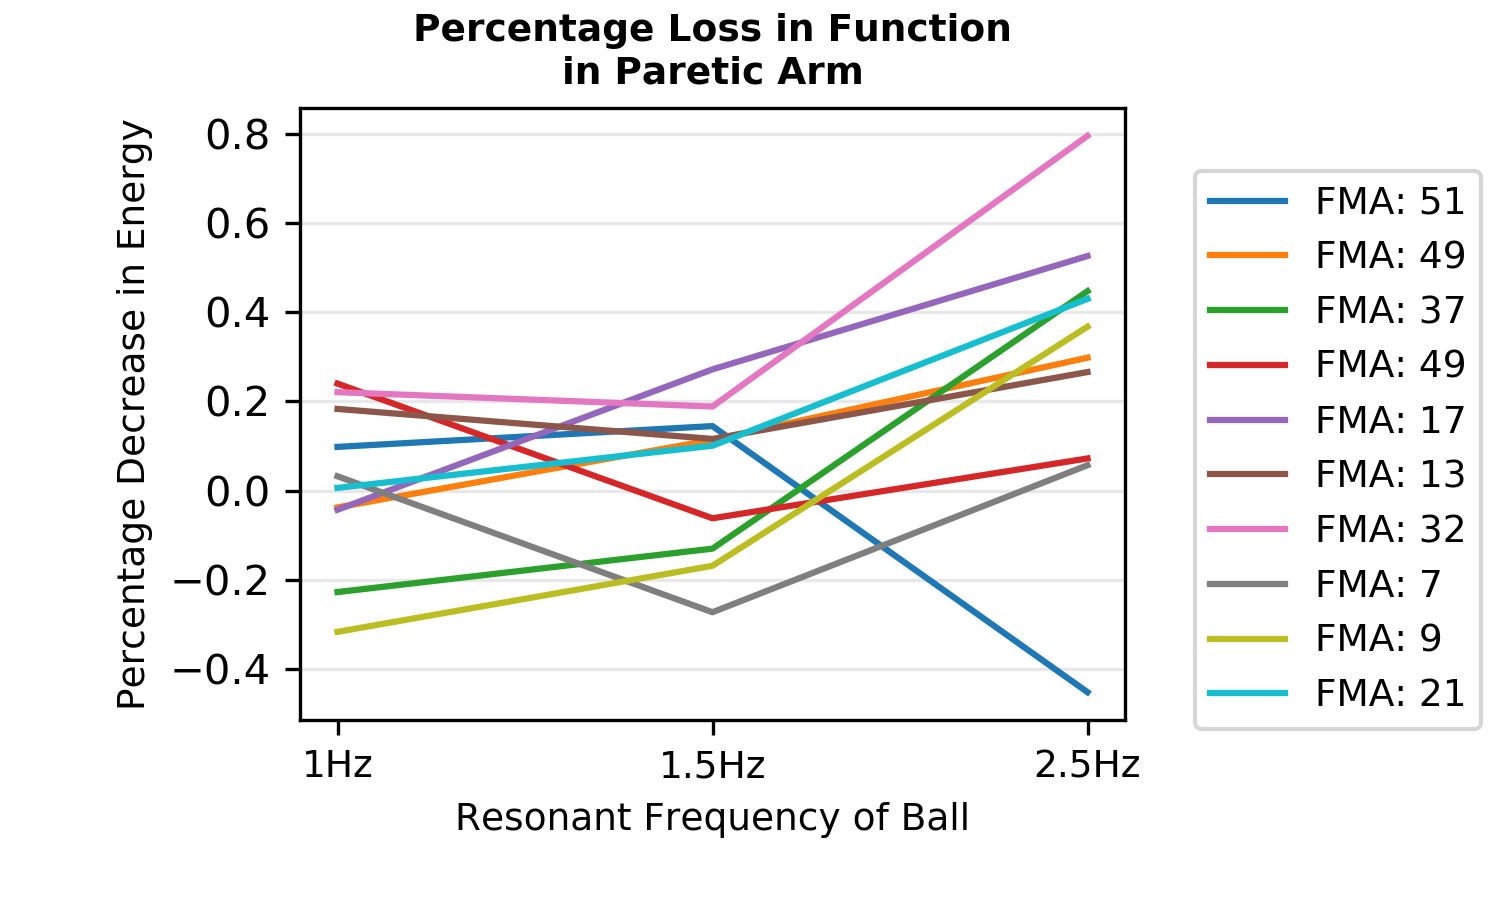 Percentage Loss in Function
in Paretic Arm
Percentage Decrease in Energy
0.8
0.6
0.4
0.2
0.0
−0.2
−0.4
1Hz
1.5Hz
2.5Hz
Resonant Frequency of Ball
FMA: 51
FMA: 49
FMA: 37
FMA: 49
FMA: 17
FMA: 13
FMA: 32
FMA: 7
FMA: 9
FMA: 21